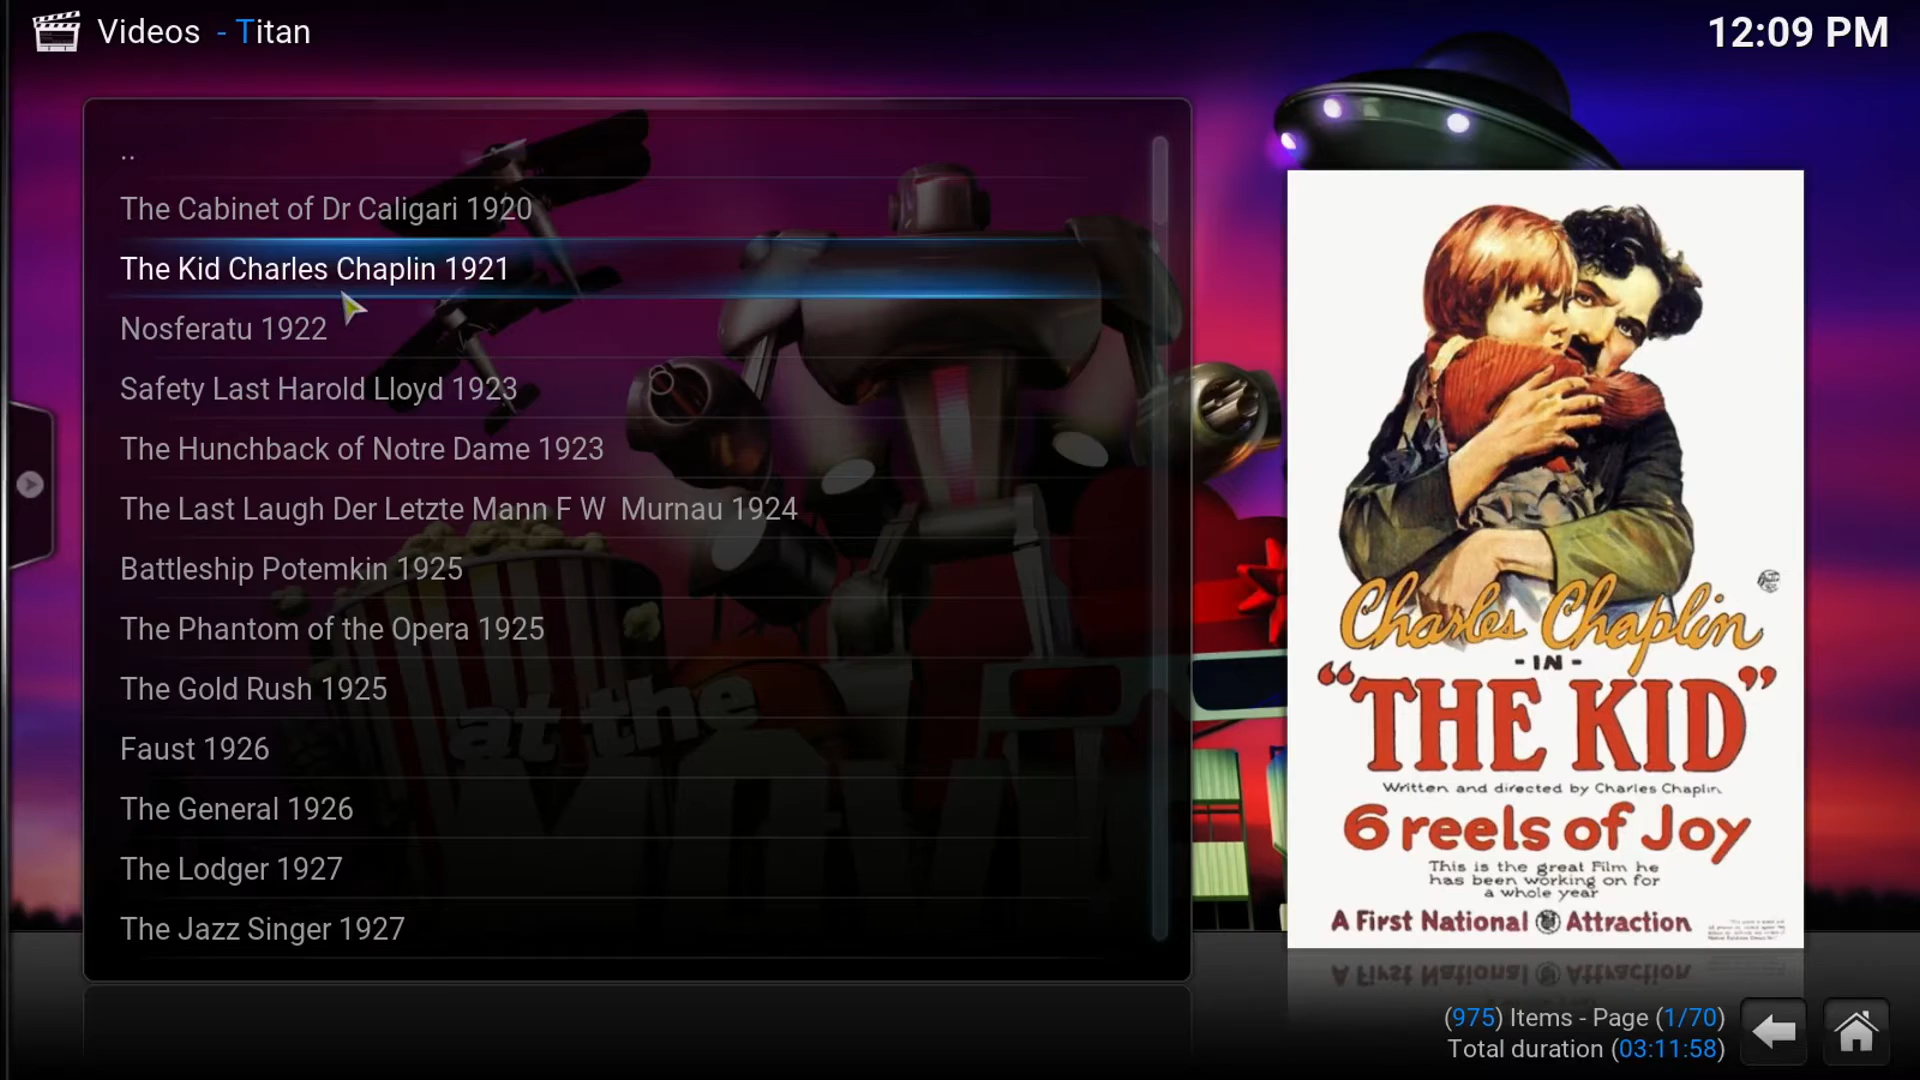 Videos - Titan
12:09 PM
..
The Cabinet of Dr Caligari 1920
The Kid Charles Chaplin 1921
Nosferatu 1922
Safety Last Harold Lloyd 1923
The Hunchback of Notre Dame 1923
The Last Laugh Der Letzte Mann F W  Murnau 1924
Battleship Potemkin 1925
The Phantom of the Opera 1925
The Gold Rush 1925
Faust 1926
The General 1926
The Lodger 1927
The Jazz Singer 1927
at the
Charles Chaplin
- IN -
“THE KID”
Written and directed by Charles Chaplin.
6 reels of Joy
This is the great Film he
has been working on for
a whole year
A First National Attraction
(975) Items - Page (1/70)
Total duration (03:11:58)